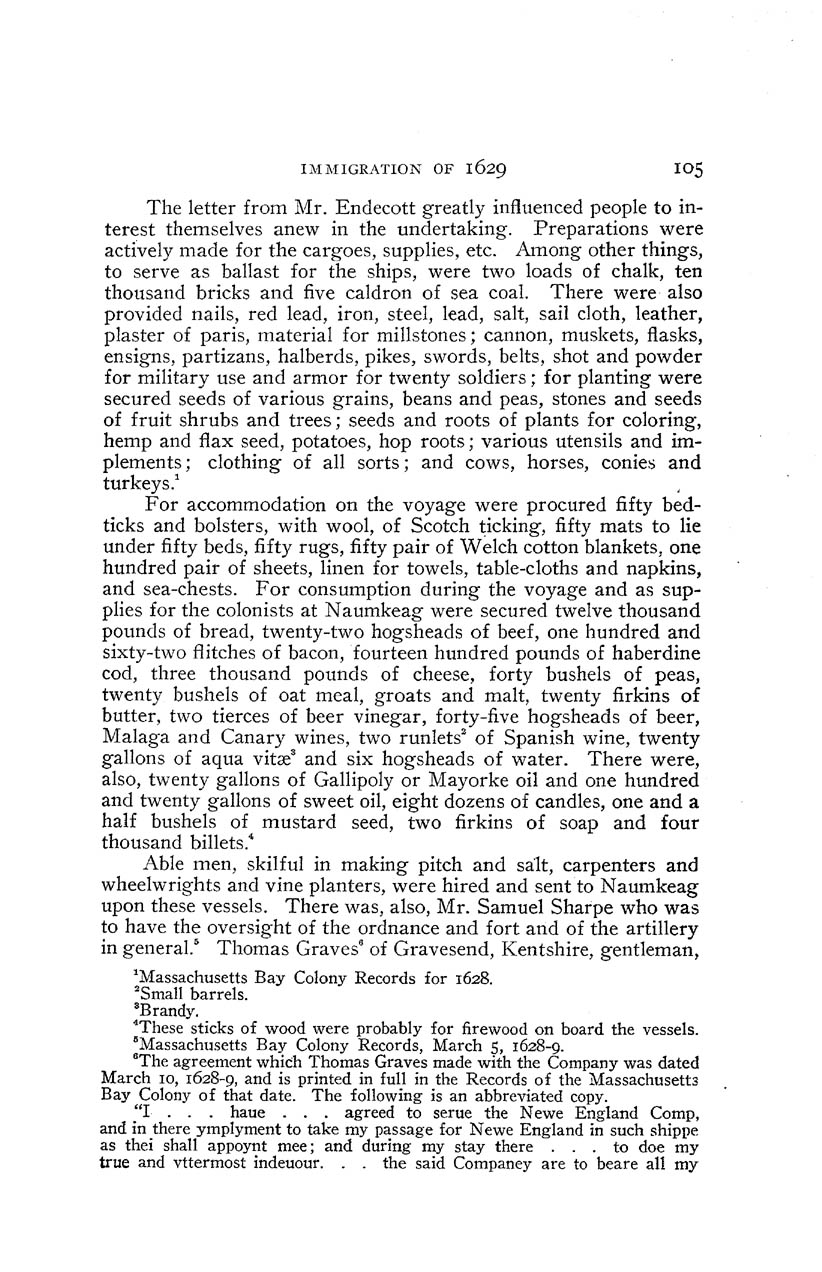 IMMIGRATION OF 1629 105
The letter from Mr. Endecott greatly influenced people to in-
terest themselves anew in the undertaking. Preparations were
actively made for the cargoes, supplies, etc. Among other things,
to serve as ballast for the ships, were two loads of chalk, ten
thousand bricks and five caldron of sea coal. There were also
provided nails, red lead, iron, steel, lead, salt, sail cloth, leather,
plaster of paris, material for millstones; cannon, muskets, flasks,
ensigns, partizans, halberds, pikes, swords, belts, shot and powder
for military use and armor for twenty soldiers; for planting were
secured seeds of various grains, beans and peas, stones and seeds
of fruit shrubs and trees; seeds and roots of plants for coloring,
hemp and flax seed, potatoes, hop roots; various utensils and im-
plements; clothing of all sorts; and cows, horses, conies and
turkeys.¹
For accommodation on the voyage were procured fifty bed-
ticks and bolsters, with wool, of Scotch ticking, fifty mats to lie
under fifty beds, fifty rugs, fifty pair of Welch cotton blankets, one
hundred pair of sheets, linen for towels, table-cloths and napkins,
and sea-chests. For consumption during the voyage and as sup-
plies for the colonists at Naumkeag were secured twelve thousand
pounds of bread, twenty-two hogsheads of beef, one hundred and
sixty-two flitches of bacon, fourteen hundred pounds of haberdine
cod, three thousand pounds of cheese, forty bushels of peas,
twenty bushels of oat meal, groats and malt, twenty firkins of
butter, two tierces of beer vinegar, forty-five hogsheads of beer,
Malaga and Canary wines, two runlets² of Spanish wine, twenty
gallons of aqua vitæ³ and six hogsheads of water. There were,
also, twenty gallons of Gallipoly or Mayorke oil and one hundred
and twenty gallons of sweet oil, eight dozens of candles, one and a
half bushels of mustard seed, two firkins of soap and four
thousand billets.⁴
Able men, skilful in making pitch and salt, carpenters and
wheelwrights and vine planters, were hired and sent to Naumkeag
upon these vessels. There was, also, Mr. Samuel Sharpe who was
to have the oversight of the ordnance and fort and of the artillery
in general.⁵ Thomas Graves⁶ of Gravesend, Kentshire, gentleman,
¹Massachusetts Bay Colony Records for 1628.
²Small barrels.
³Brandy.
⁴These sticks of wood were probably for firewood on board the vessels.
⁵Massachusetts Bay Colony Records, March 5, 1628-9.
⁶The agreement which Thomas Graves made with the Company was dated
March 10, 1628-9, and is printed in full in the Records of the Massachusetts
Bay Colony of that date. The following is an abbreviated copy.
"I . . . haue . . . agreed to serue the Newe England Comp,
and in there ymplyment to take my passage for Newe England in such shippe
as thei shall appoynt mee; and during my stay there . . . to doe my
true and vttermost indeuour. . . the said Companey are to beare all my